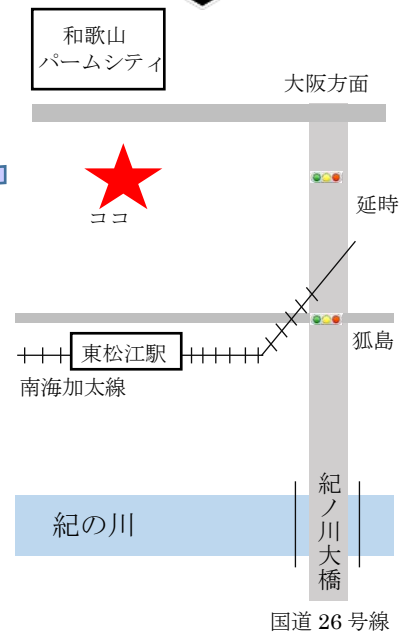 和歌山
パームシティ
大阪方面
ココ
延時
東松江駅
狐島
南海加太線
紀の川
紀ノ川大橋
国道 26 号線